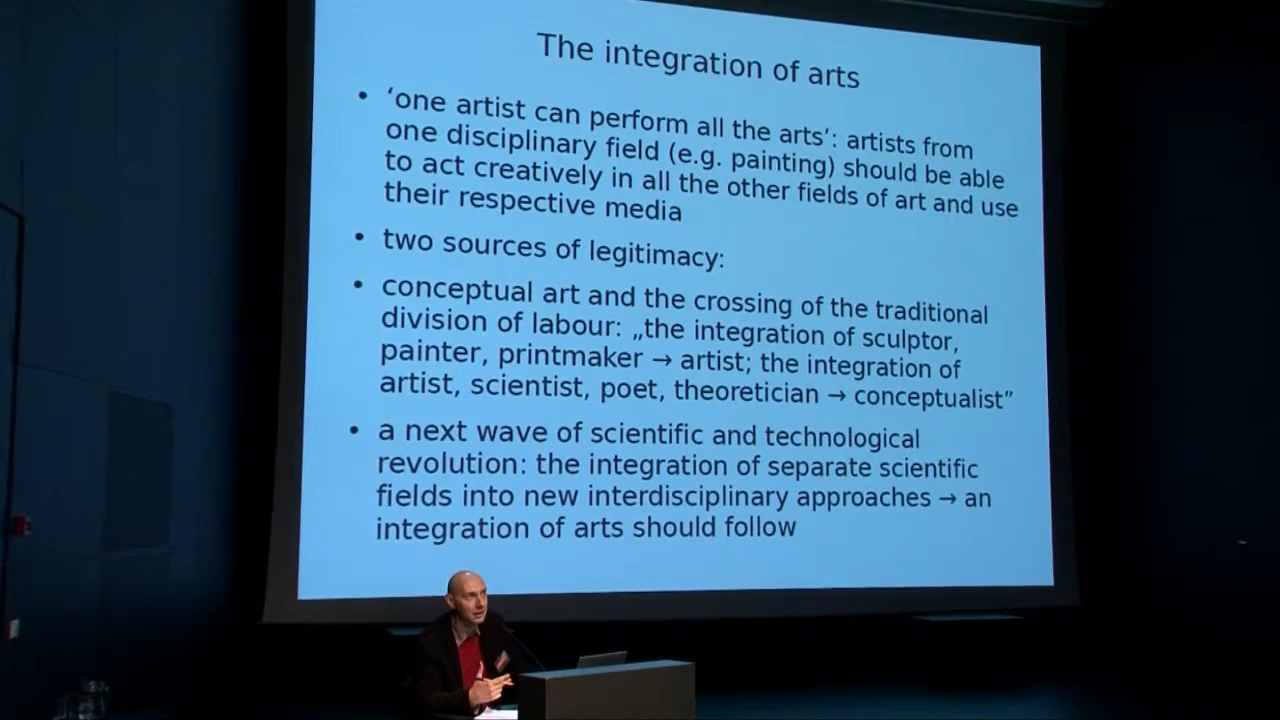 The integration of arts
• ‘one artist can perform all the arts’: artists from
one disciplinary field (e.g. painting) should be able
to act creatively in all the other fields of art and use
their respective media
• two sources of legitimacy:
• conceptual art and the crossing of the traditional
division of labour: „the integration of sculptor,
painter, printmaker → artist; the integration of
artist, scientist, poet, theoretician → conceptualist”
• a next wave of scientific and technological
revolution: the integration of separate scientific
fields into new interdisciplinary approaches → an
integration of arts should follow